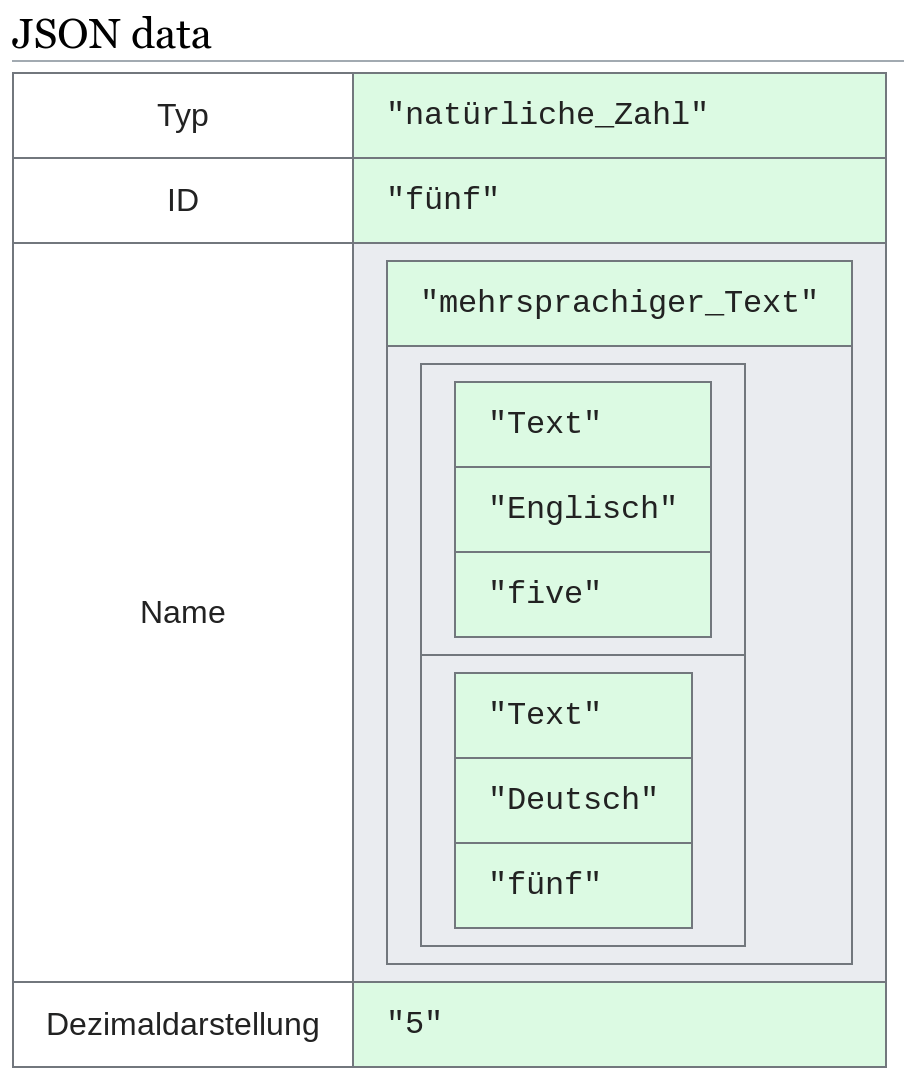 JSON data
Typ "natürliche_Zahl"
ID "fünf"
Name
"mehrsprachiger_Text"
"Text"
"Englisch"
"five"
"Text"
"Deutsch"
"fünf"
Dezimaldarstellung "5"